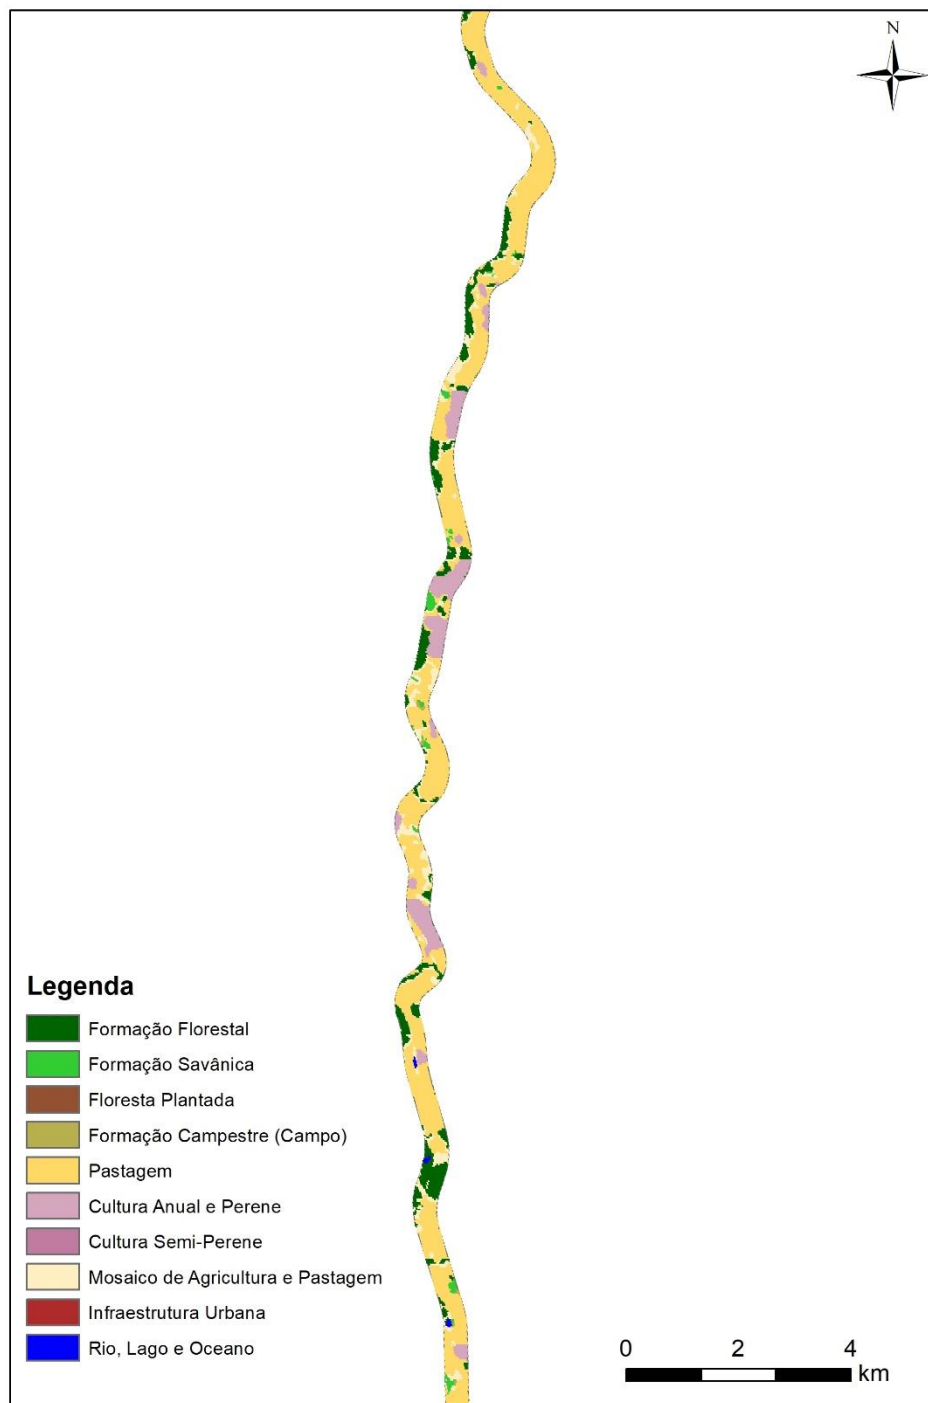 N
Legenda
Formação Florestal
Formação Savânica
Floresta Plantada
Formação Campestre (Campo)
Pastagem
Cultura Anual e Perene
Cultura Semi-Perene
Mosaico de Agricultura e Pastagem
Infraestrutura Urbana
Rio, Lago e Oceano
0 2 4
km